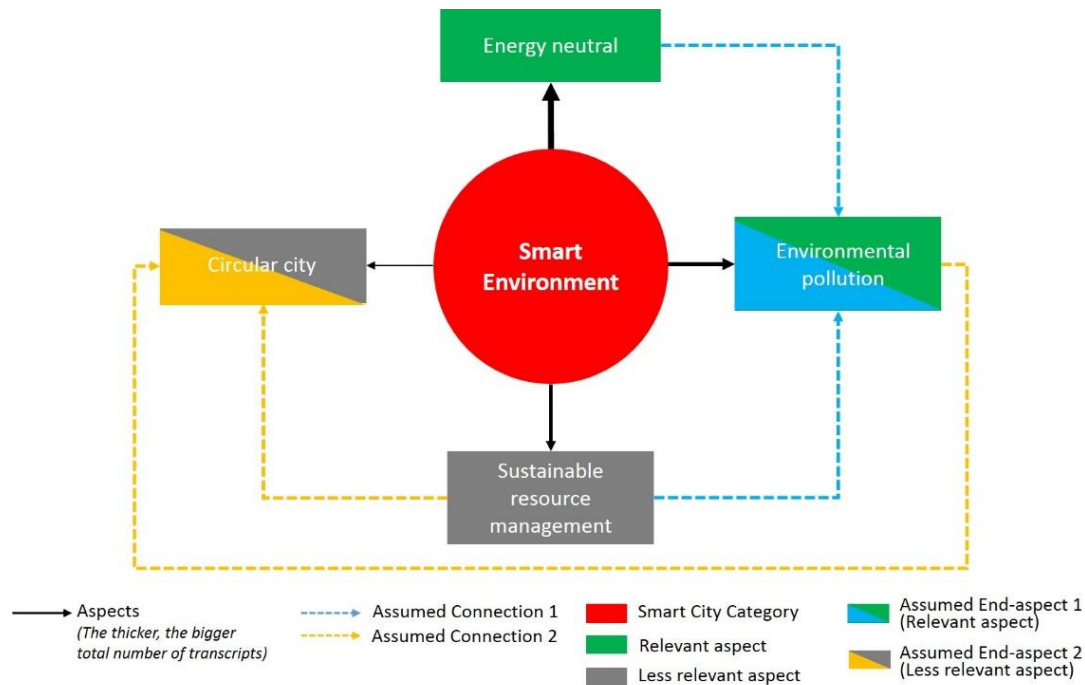 Energy neutral
Circular city
Smart
Environment
Environmental
pollution
Sustainable
resource
management
Aspects
(The thicker, the bigger
total number of transcripts)
Assumed Connection 1
Assumed Connection 2
Smart City Category
Relevant aspect
Less relevant aspect
Assumed End-aspect 1
(Relevant aspect)
Assumed End-aspect 2
(Less relevant aspect)